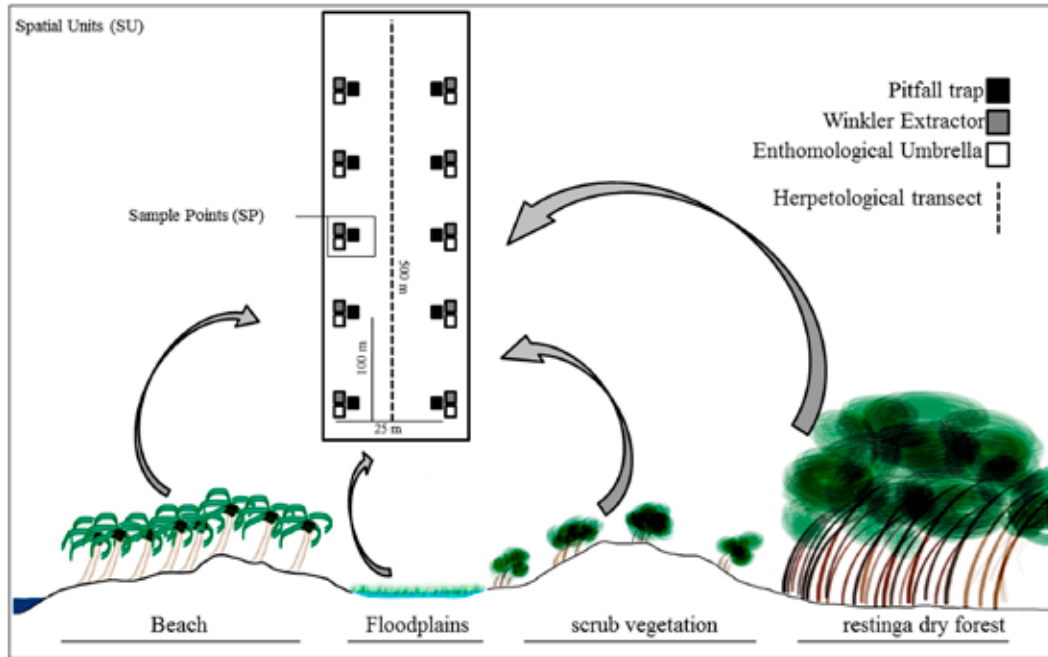 Spatial Units (SU)
Pitfall trap
Winkler Extractor
Enthomological Umbrella
Herpetological transect
Sample Points (SP)
500 m
100 m
25 m
Beach
Floodplains
scrub vegetation
restinga dry forest